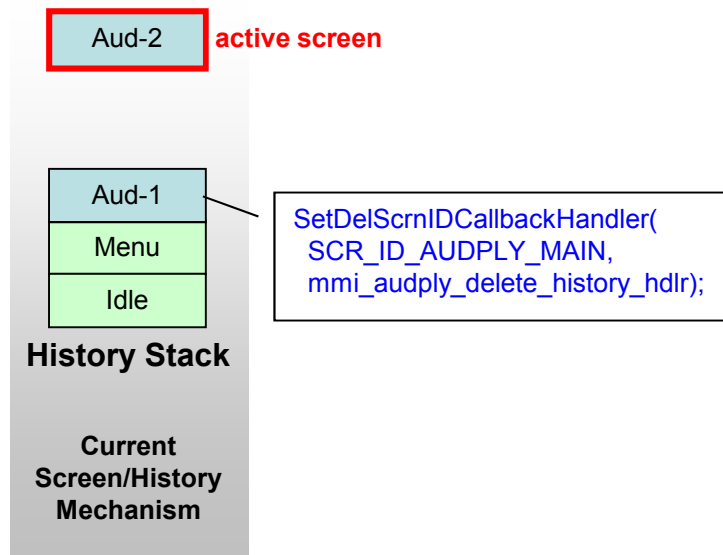 Aud-2
active screen
Aud-1
Menu
Idle
SetDelScrnIDCallbackHandler(
SCR_ID_AUDPLY_MAIN,
mmi_audply_delete_history_hdlr);
History Stack
Current
Screen/History
Mechanism